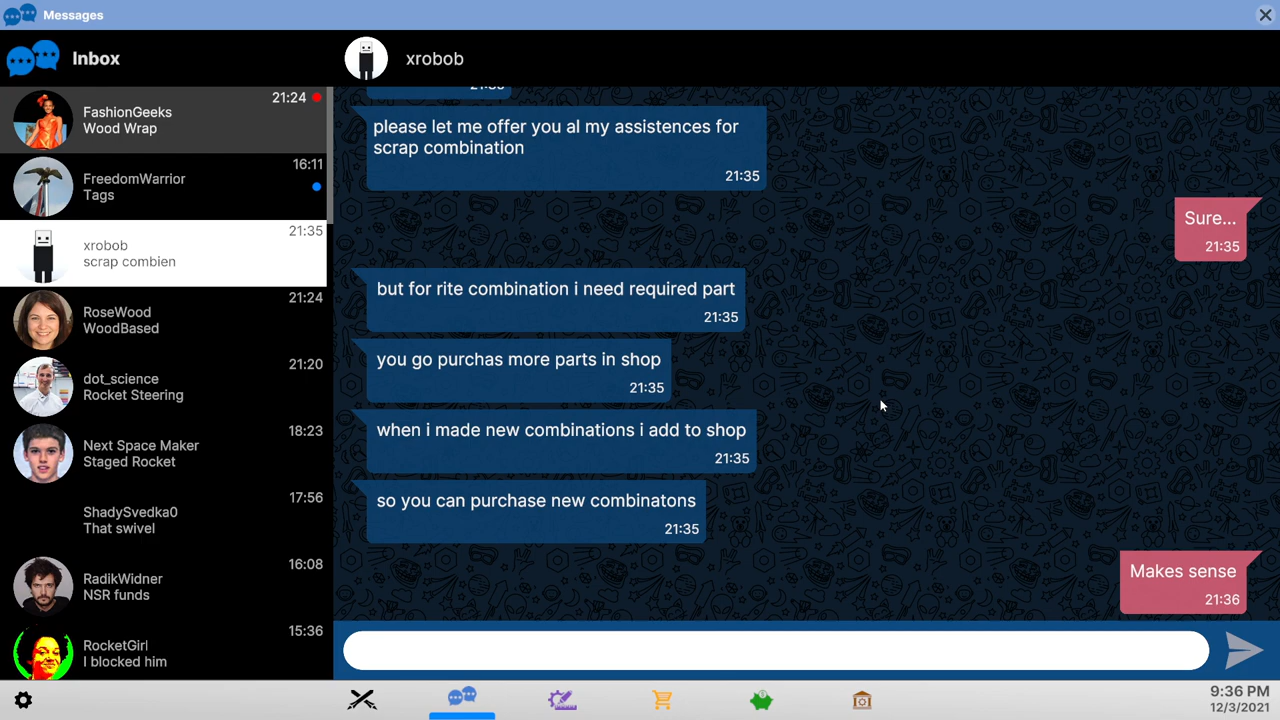 Messages
Inbox
xrobob
21:24
FashionGeeks
Wood Wrap
16:11
FreedomWarrior
Tags
21:35
xrobob
scrap combien
21:24
RoseWood
WoodBased
21:20
dot_science
Rocket Steering
18:23
Next Space Maker
Staged Rocket
17:56
ShadySvedka0
That swivel
16:08
RadikWidner
NSR funds
15:36
RocketGirl
I blocked him
please let me offer you al my assistences for
scrap combination
21:35
Sure...
21:35
but for rite combination i need required part
21:35
you go purchas more parts in shop
21:35
when i made new combinations i add to shop
21:35
so you can purchase new combinatons
21:35
Makes sense
21:36
9:36 PM
12/3/2021